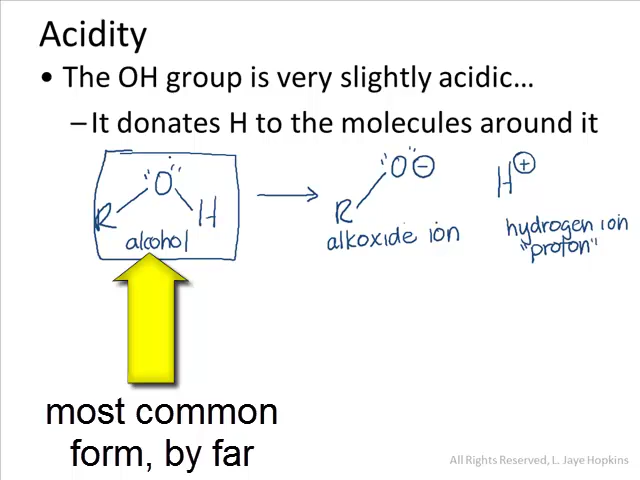 Acidity
• The OH group is very slightly acidic…
–It donates H to the molecules around it
O
R
H
alcohol
O
R
alkoxide ion
H
hydrogen ion
"proton"
most common
form, by far
All Rights Reserved, L. Jaye Hopkins